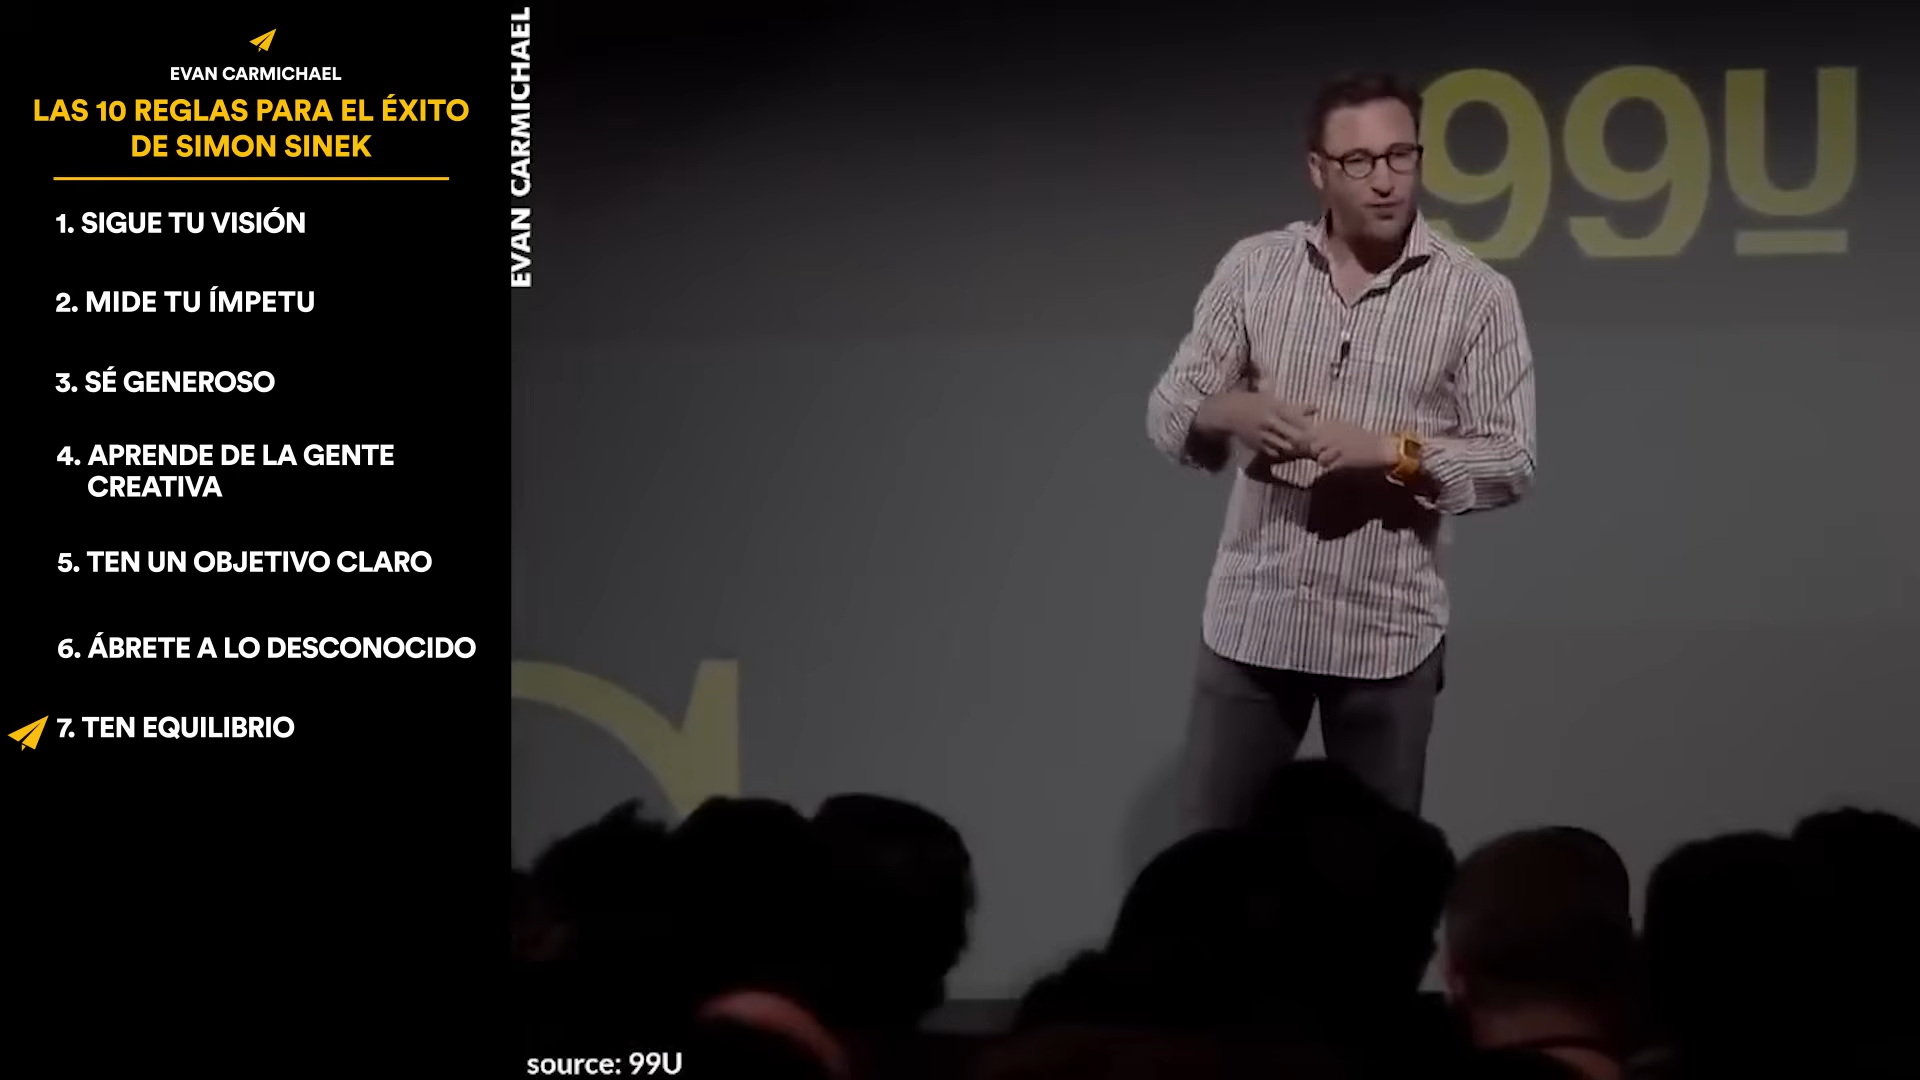 EVAN CARMICHAEL
LAS 10 REGLAS PARA EL ÉXITO
DE SIMON SINEK
1. SIGUE TU VISIÓN
2. MIDE TU ÍMPETU
3. SÉ GENEROSO
4. APRENDE DE LA GENTE
CREATIVA
5. TEN UN OBJETIVO CLARO
6. ÁBRETE A LO DESCONOCIDO
7. TEN EQUILIBRIO
EVAN CARMICHAEL
99U
source: 99U